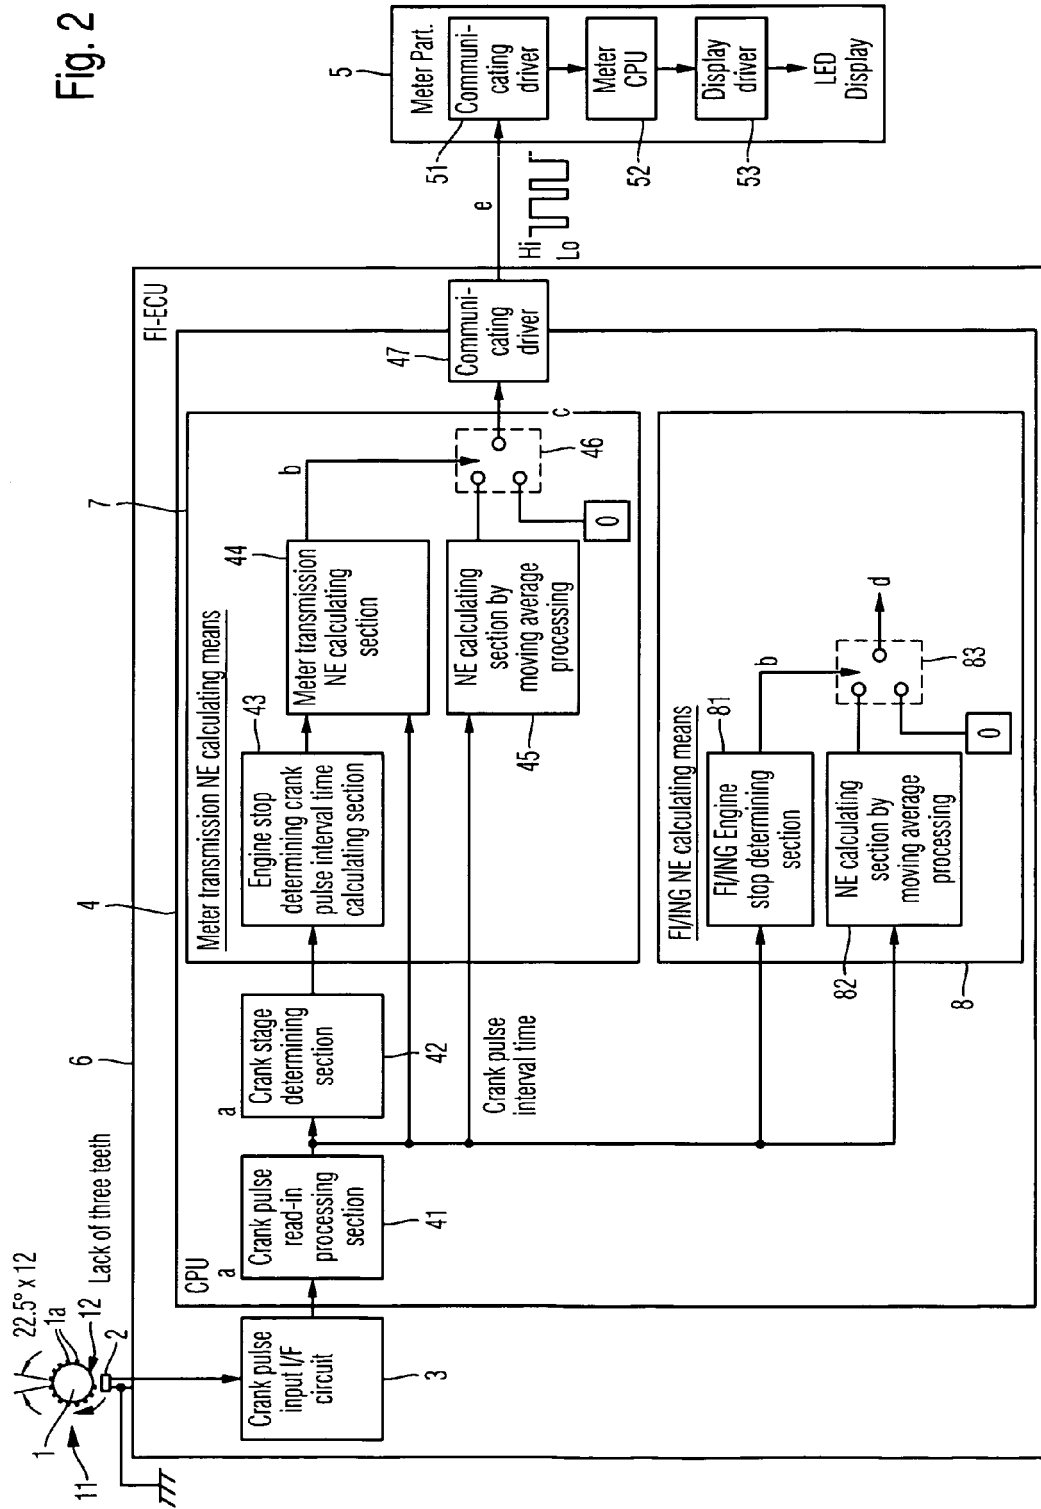 Fig. 2
22.5° x 12
1a
12
Lack of three teeth
2
1
11
6
FI-ECU
4
CPU
7
Crank pulse
input I/F
circuit
3
a
Crank pulse
read-in
processing
section
41
a
Crank stage
determining
section
42
Crank pulse
interval time
Meter transmission NE calculating means
Engine stop
determining crank
pulse interval time
calculating section
43
Meter transmission
NE calculating
section
44
b
NE calculating
section by
moving average
processing
45
0
46
c
Communi-
cating
driver
47
FI/ING NE calculating means
FI/ING Engine
stop determining
section
81
b
NE calculating
section by
moving average
processing
82
0
83
d
8
e
Hi
Lo
5
Meter Part.
Communi-
cating
driver
51
Meter
CPU
52
Display
driver
53
LED
Display